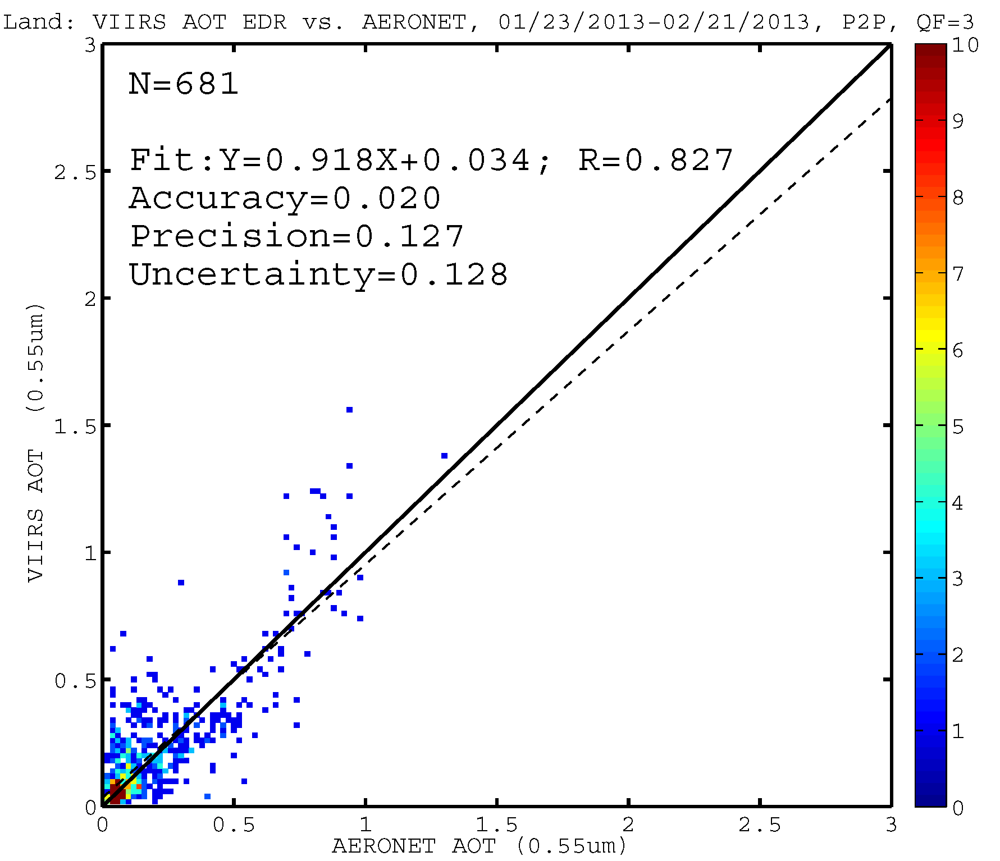 Land: VIIRS AOT EDR vs. AERONET, 01/23/2013-02/21/2013, P2P, QF=3
N=681
Fit:Y=0.918X+0.034; R=0.827
Accuracy=0.020
Precision=0.127
Uncertainty=0.128
VIIRS AOT (0.55um)
3
2.5
2
1.5
1
0.5
0
0 0.5 1 1.5 2 2.5 3
AERONET AOT (0.55um)
10
9
8
7
6
5
4
3
2
1
0